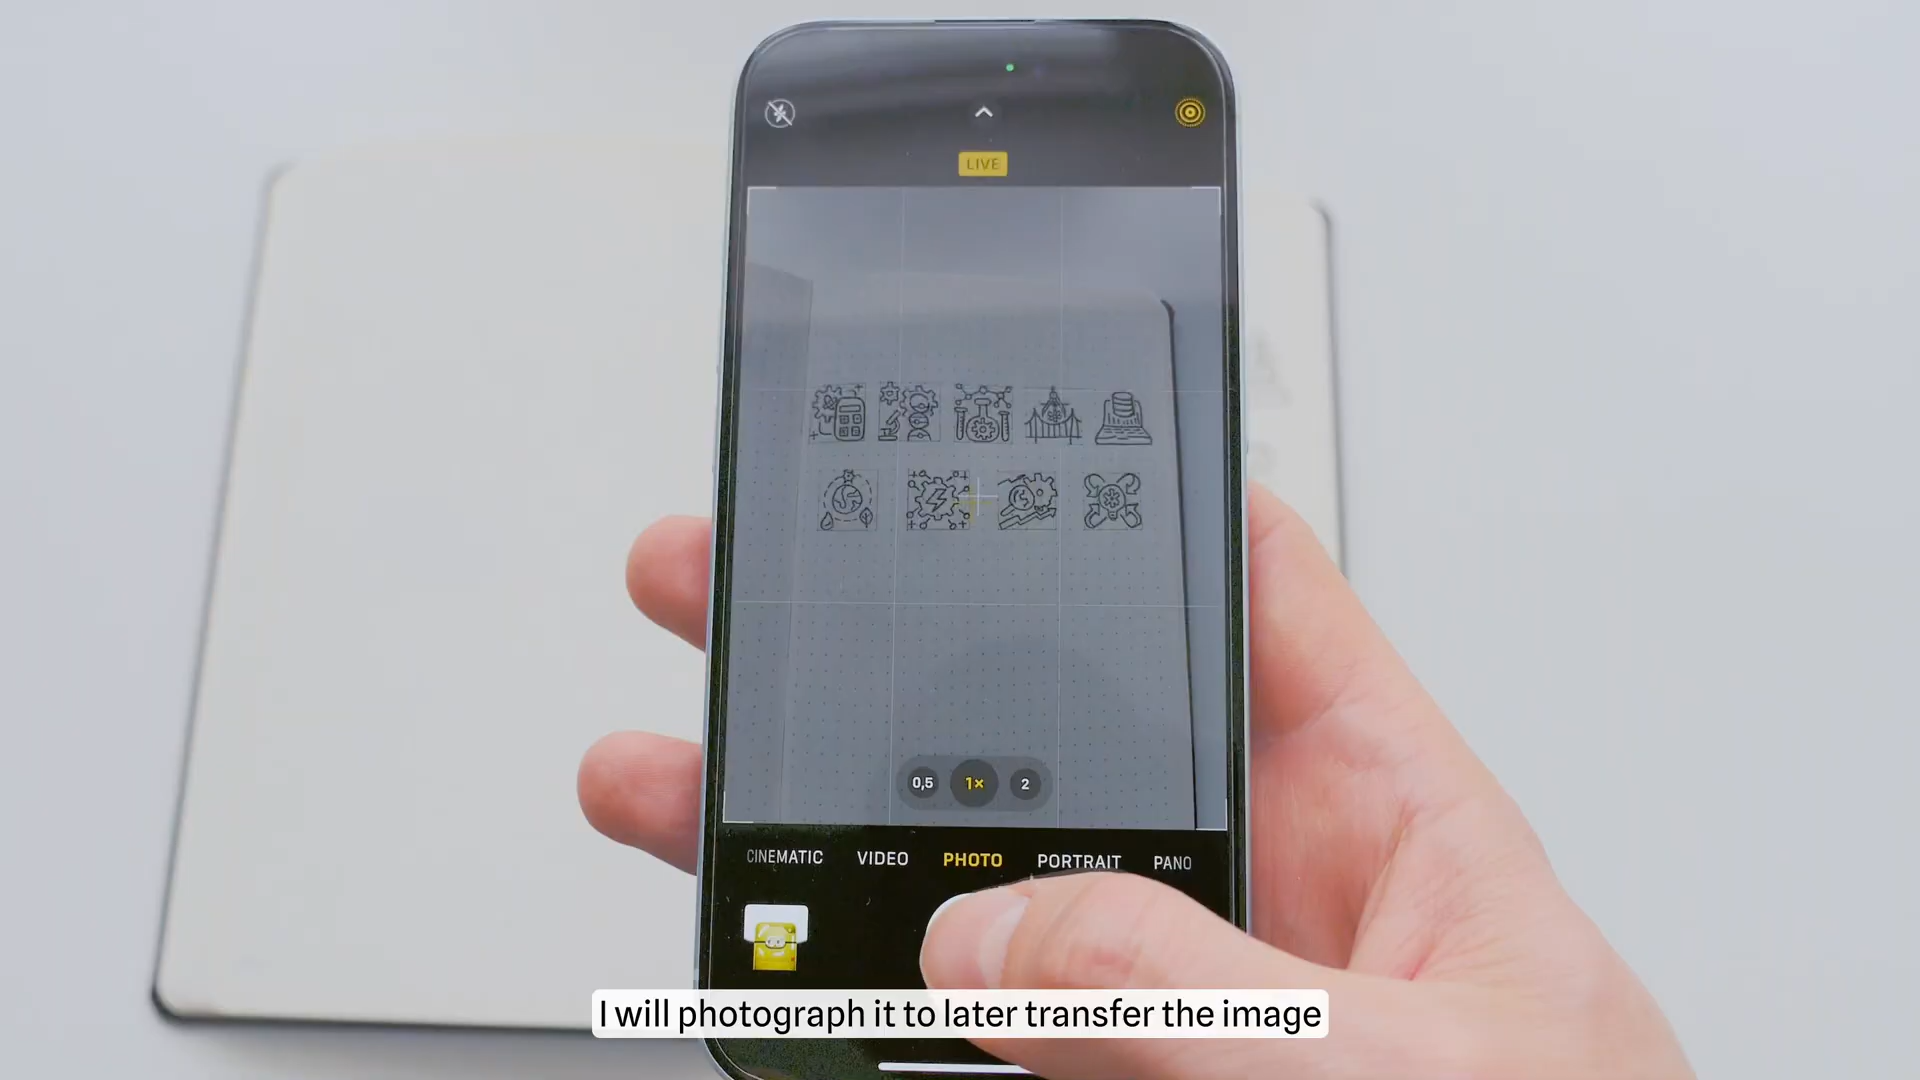 LIVE
0,5 1× 2
CINEMATIC VIDEO PHOTO PORTRAIT PANO
I will photograph it to later transfer the image